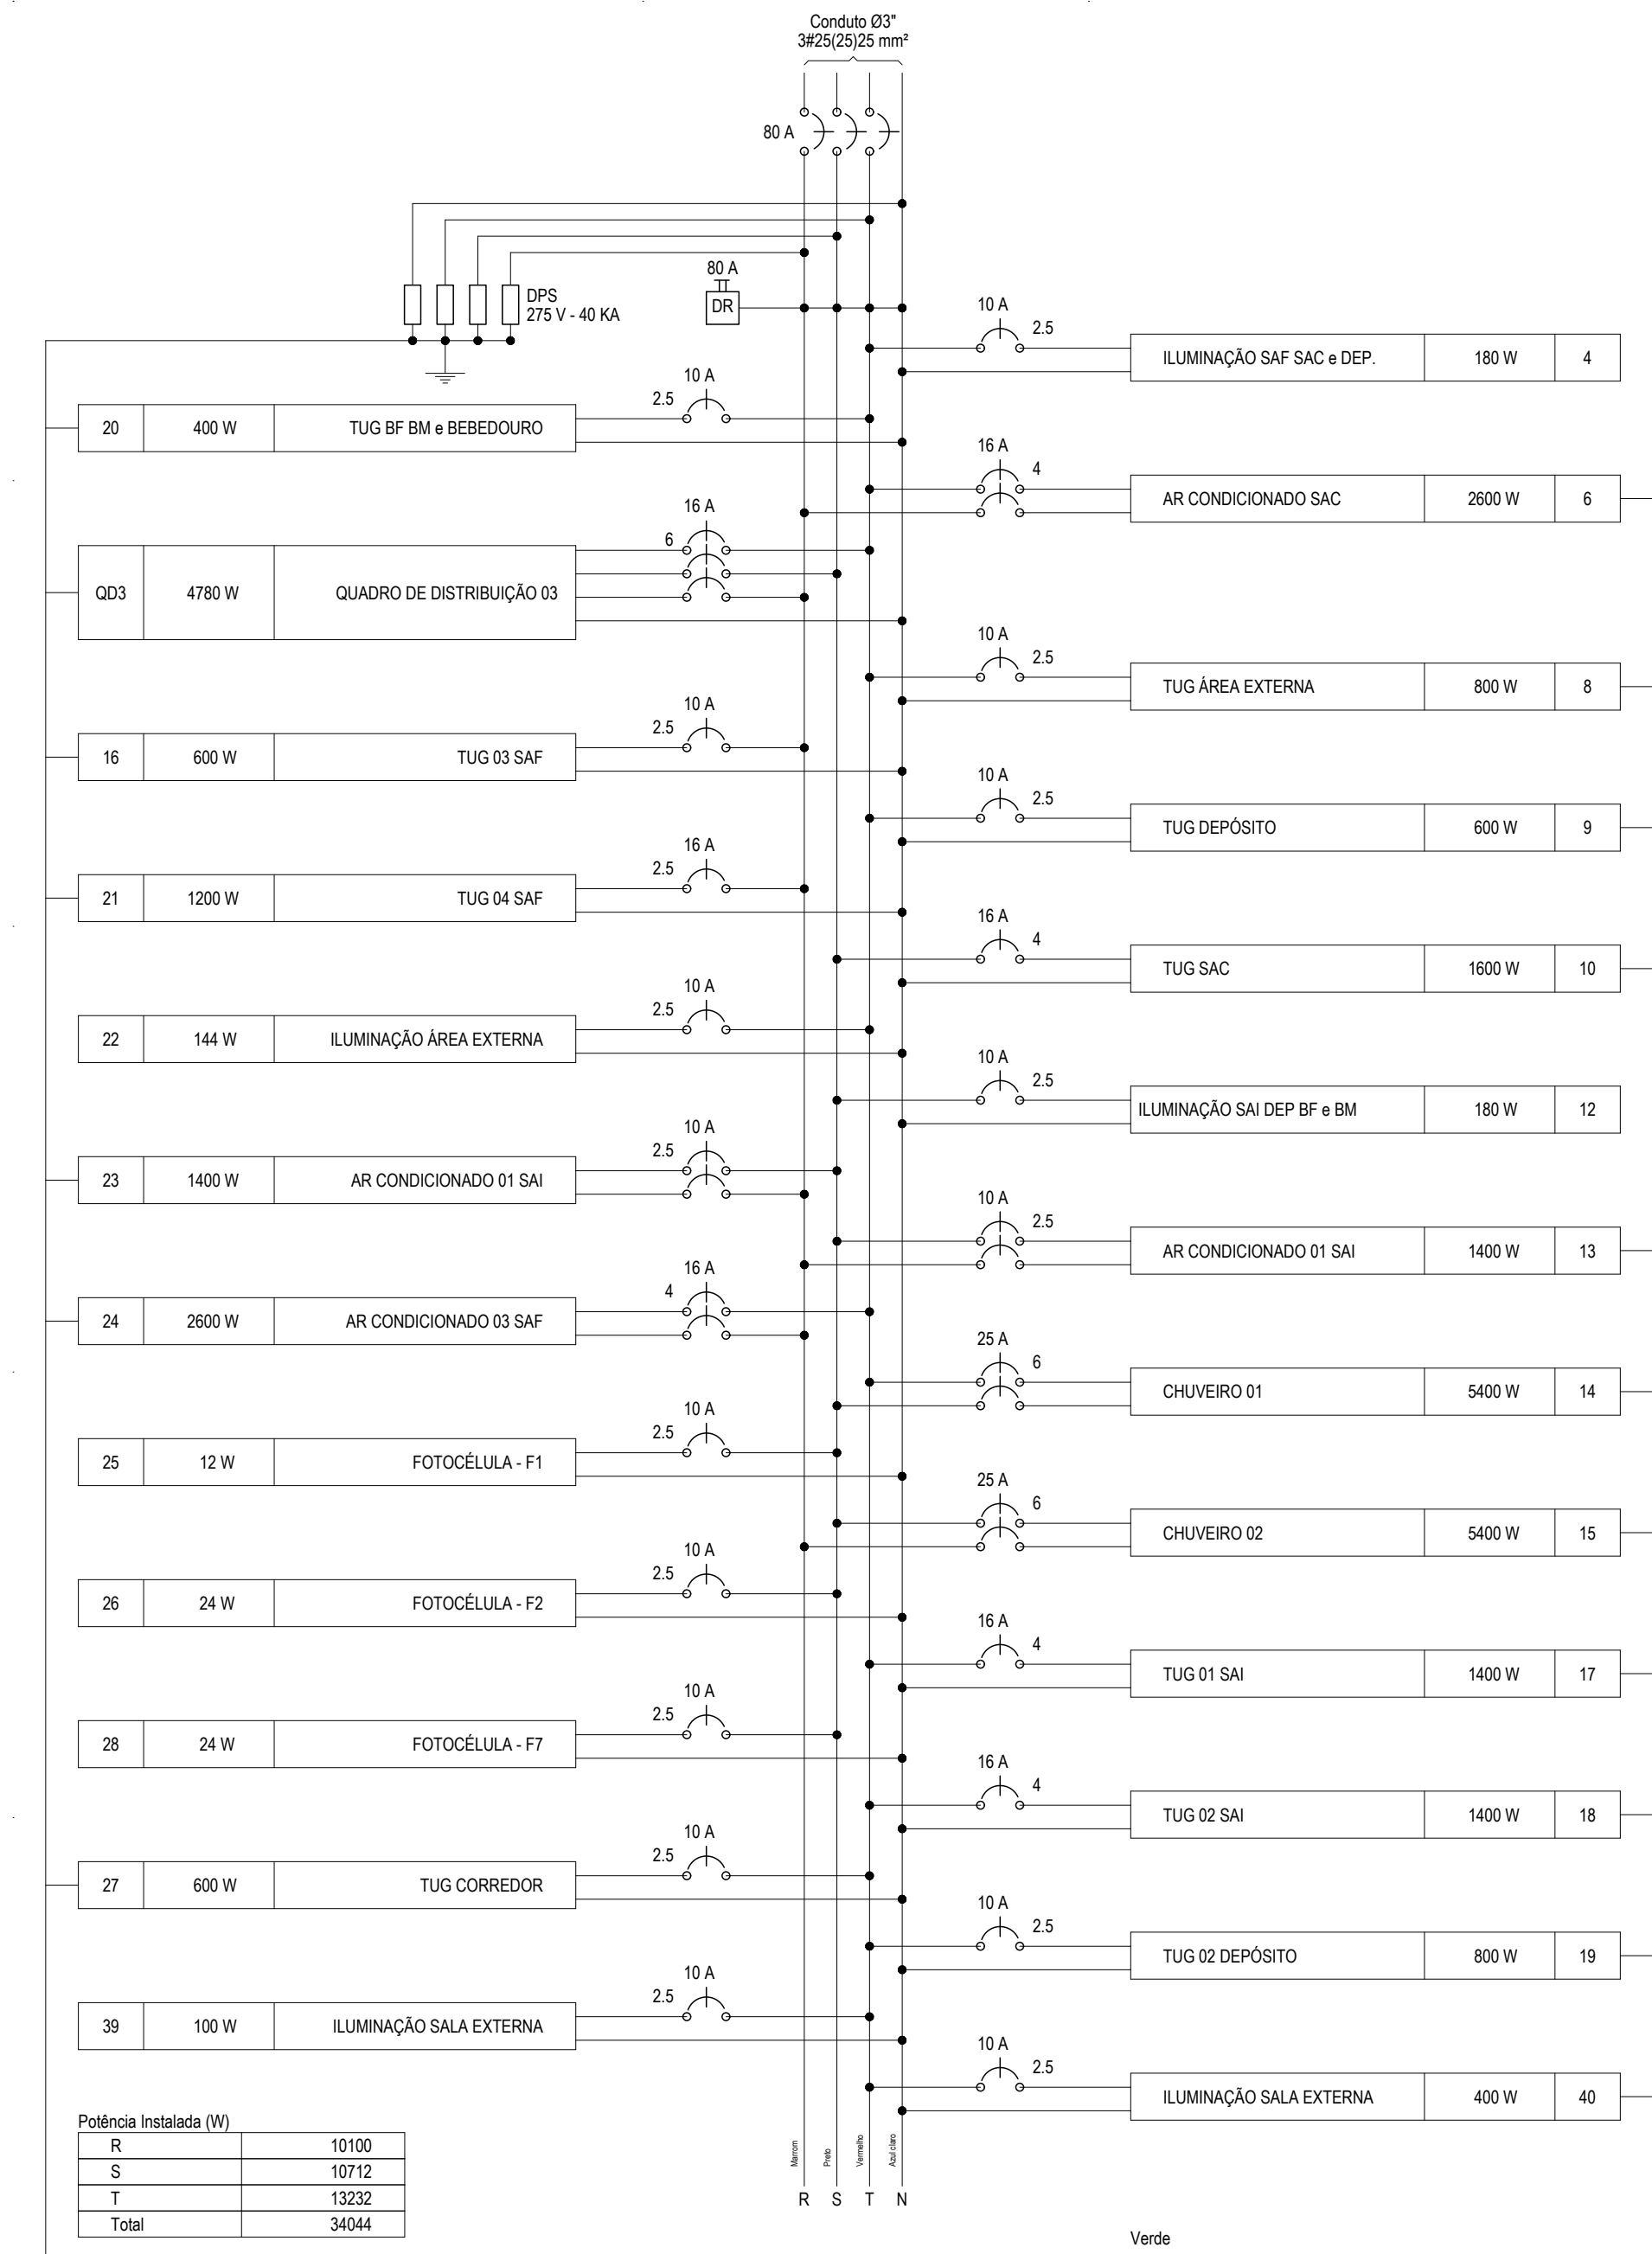 Conduto Ø3"
3#25(25)25 mm²
80 A
DPS
275 V - 40 KA
80 A
DR
10 A
2.5
ILUMINAÇÃO SAF SAC e DEP. 180 W 4
10 A
2.5
20 400 W TUG BF BM e BEBEDOURO
16 A
4
AR CONDICIONADO SAC 2600 W 6
16 A
6
QD3 4780 W QUADRO DE DISTRIBUIÇÃO 03
10 A
2.5
TUG ÁREA EXTERNA 800 W 8
10 A
2.5
16 600 W TUG 03 SAF
10 A
2.5
TUG DEPÓSITO 600 W 9
16 A
2.5
21 1200 W TUG 04 SAF
16 A
4
TUG SAC 1600 W 10
10 A
2.5
22 144 W ILUMINAÇÃO ÁREA EXTERNA
10 A
2.5
ILUMINAÇÃO SAI DEP BF e BM 180 W 12
10 A
2.5
23 1400 W AR CONDICIONADO 01 SAI
10 A
2.5
AR CONDICIONADO 01 SAI 1400 W 13
16 A
4
24 2600 W AR CONDICIONADO 03 SAF
25 A
6
CHUVEIRO 01 5400 W 14
10 A
2.5
25 12 W FOTOCÉLULA - F1
25 A
6
CHUVEIRO 02 5400 W 15
10 A
2.5
26 24 W FOTOCÉLULA - F2
16 A
4
TUG 01 SAI 1400 W 17
10 A
2.5
28 24 W FOTOCÉLULA - F7
16 A
4
TUG 02 SAI 1400 W 18
10 A
2.5
27 600 W TUG CORREDOR
10 A
2.5
TUG 02 DEPÓSITO 800 W 19
10 A
2.5
39 100 W ILUMINAÇÃO SALA EXTERNA
10 A
2.5
ILUMINAÇÃO SALA EXTERNA 400 W 40
Potência Instalada (W)
R 10100
S 10712
T 13232
Total 34044
Marrom
Preto
Vermelho
Azul claro
R S T N
Verde